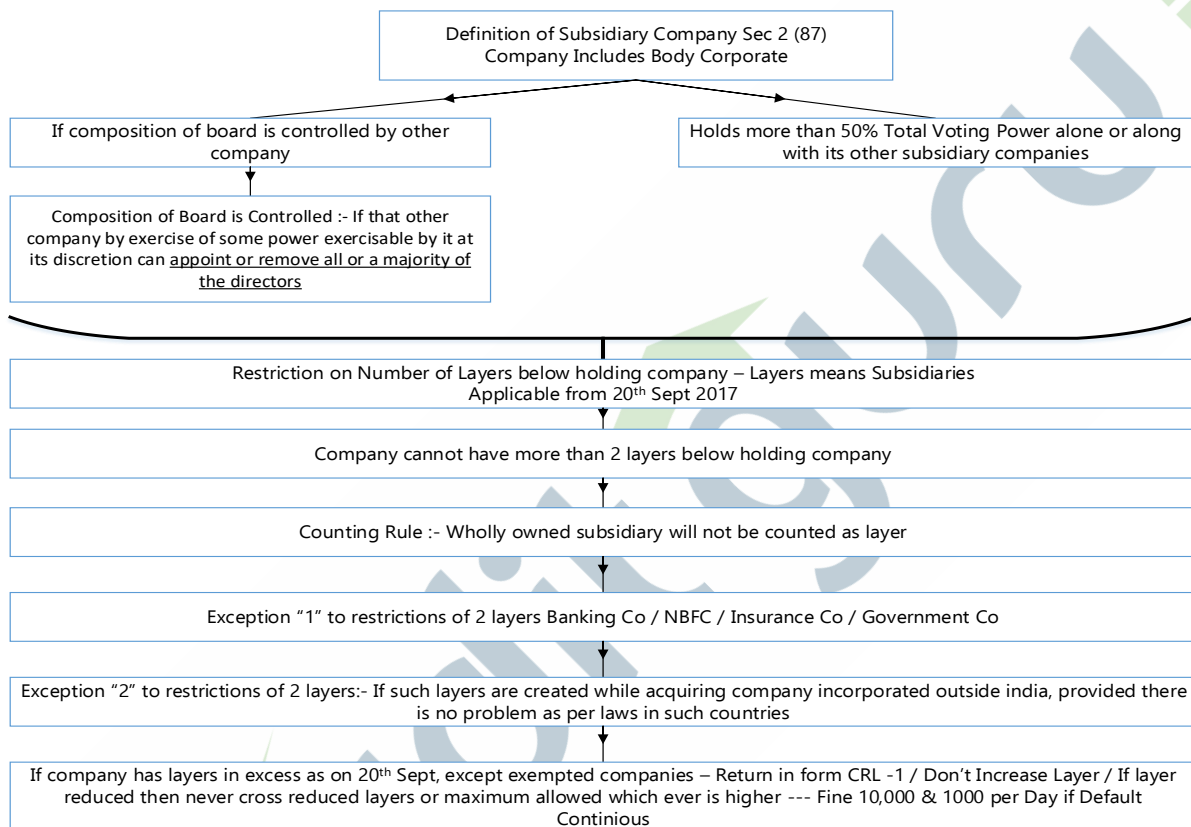 Definition of Subsidiary Company Sec 2 (87)
Company Includes Body Corporate
If composition of board is controlled by other
company
Holds more than 50% Total Voting Power alone or along
with its other subsidiary companies
Composition of Board is Controlled :- If that other
company by exercise of some power exercisable by it at
its discretion can appoint or remove all or a majority of
the directors
Restriction on Number of Layers below holding company – Layers means Subsidiaries
Applicable from 20th Sept 2017
Company cannot have more than 2 layers below holding company
Counting Rule :- Wholly owned subsidiary will not be counted as layer
Exception “1” to restrictions of 2 layers Banking Co / NBFC / Insurance Co / Government Co
Exception “2” to restrictions of 2 layers:- If such layers are created while acquiring company incorporated outside india, provided there
is no problem as per laws in such countries
If company has layers in excess as on 20th Sept, except exempted companies – Return in form CRL -1 / Don’t Increase Layer / If layer
reduced then never cross reduced layers or maximum allowed which ever is higher --- Fine 10,000 & 1000 per Day if Default
Continious